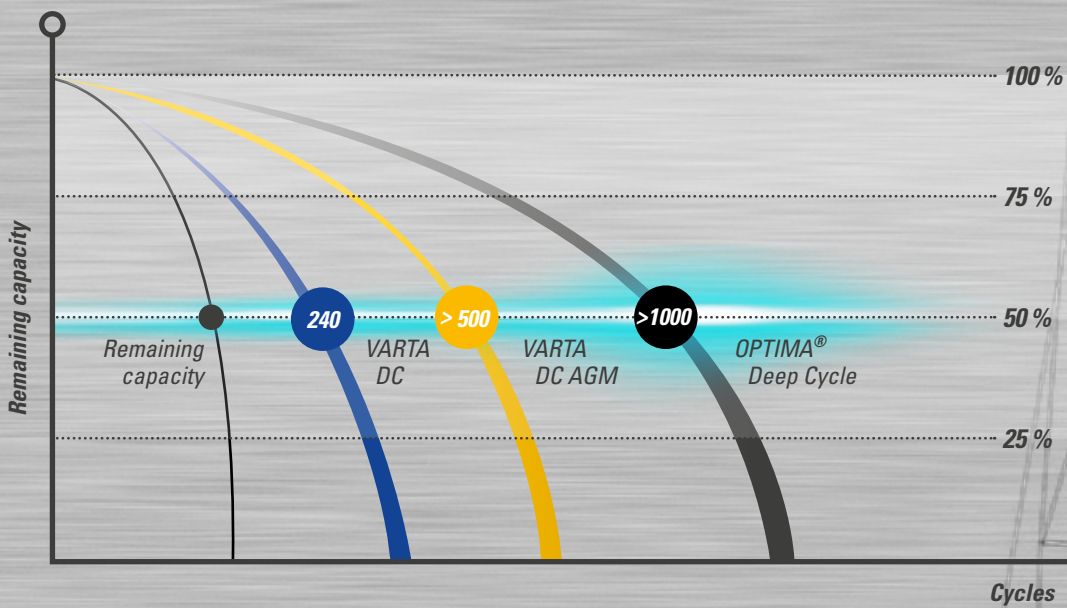 100 %
75 %
Remaining capacity
240
> 500
>1000
50 %
Remaining
capacity
VARTA
DC
VARTA
DC AGM
OPTIMA®
Deep Cycle
25 %
Cycles